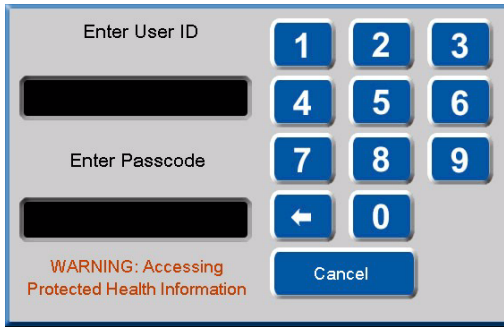 Enter User ID
Enter Passcode
WARNING: Accessing
Protected Health Information
1 2 3
4 5 6
7 8 9
0
Cancel